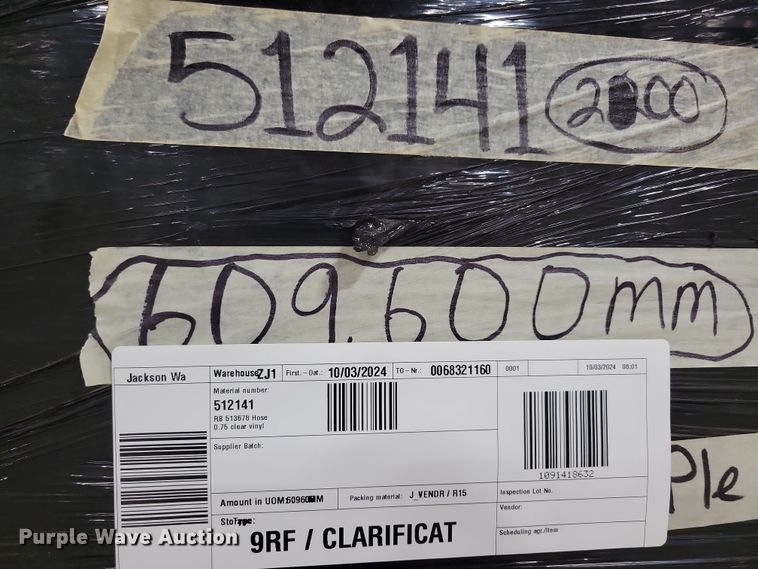 512141 2000
609,600mm
Jackson Wa
Warehouse ZJ1 First.-Dat.: 10/03/2024 TO-Nr.: 0068321160 0001 10/03/2024 08:01
Material number:
512141
RB 513678 Hose
0.75 clear vinyl
Supplier Batch:
1091418632
Amount in UOM: Packing material: J_VENDR / R15 Inspection Lot No.
Vendor:
9RF / CLARIFICAT
Scheduling agr./Item
ple
Purple Wave Auction